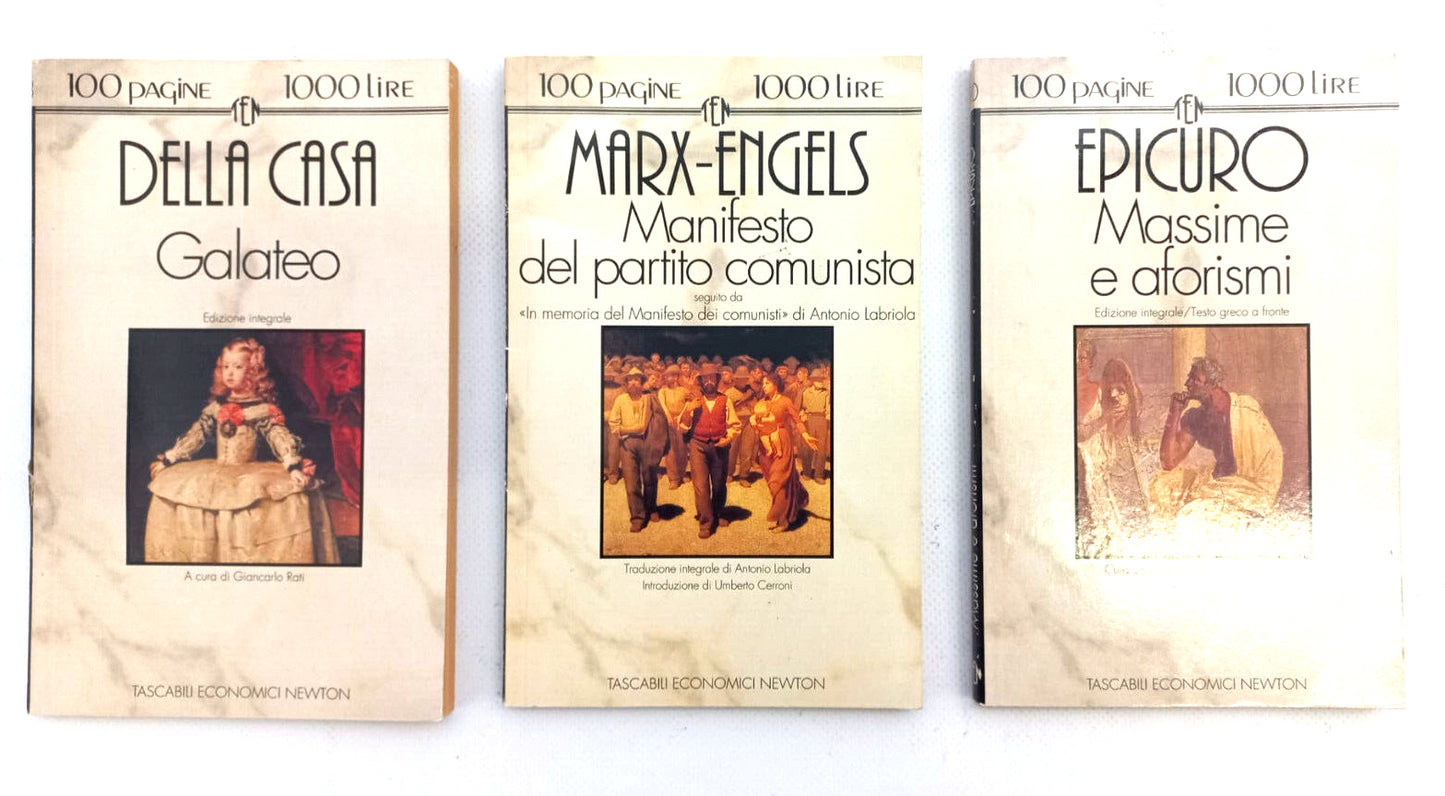 100 PAGINE 1000 LIRE
TEN
DELLA CASA
Galateo
Edizione integrale
A cura di Giancarlo Rati
TASCABILI ECONOMICI NEWTON
100 PAGINE 1000 LIRE
TEN
MARX-ENGELS
Manifesto
del partito comunista
seguito da
«In memoria del Manifesto dei comunisti» di Antonio Labriola
Traduzione integrale di Antonio Labriola
Introduzione di Umberto Cerroni
TASCABILI ECONOMICI NEWTON
100 PAGINE 1000 LIRE
TEN
EPICURO
Massime
e aforismi
Edizione integrale/Testo greco a fronte
TASCABILI ECONOMICI NEWTON
Massime e aforismi